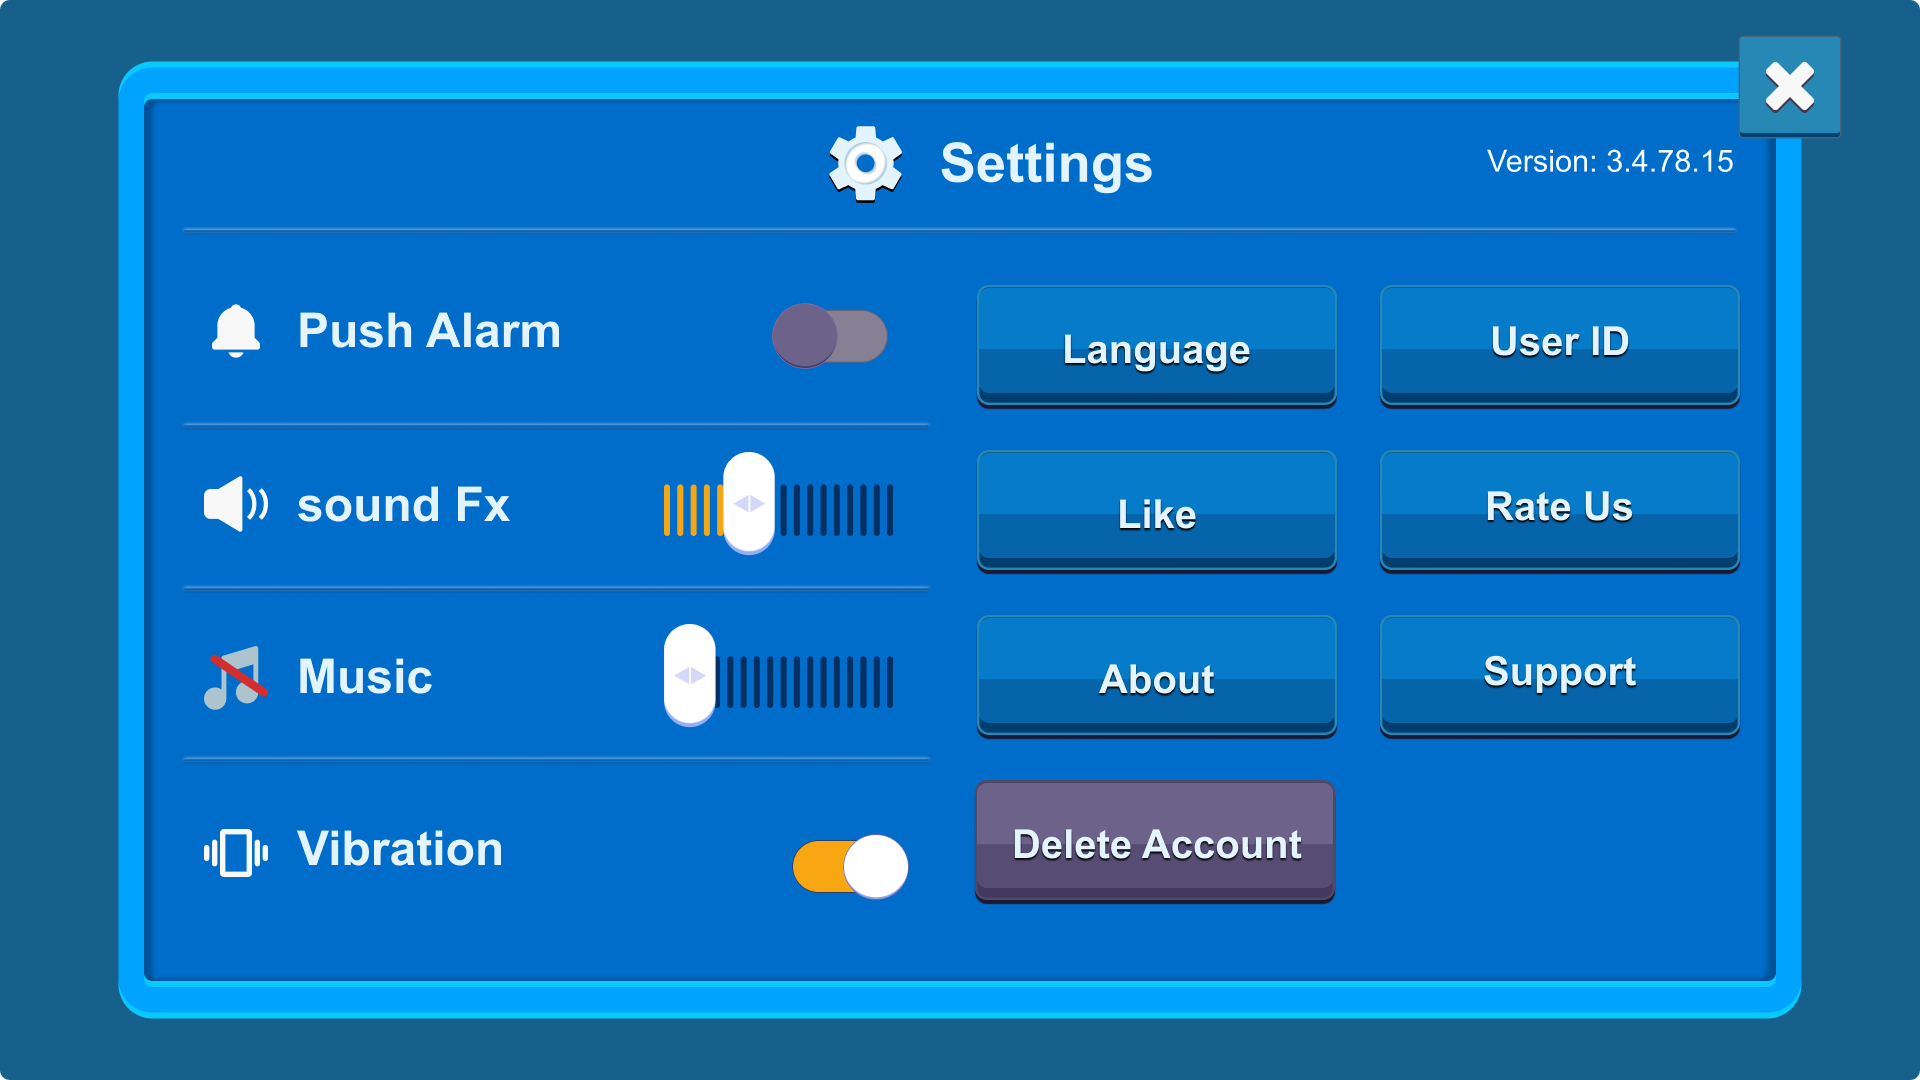 Settings
Version: 3.4.78.15
Push Alarm
Language
User ID
sound Fx
Like
Rate Us
Music
About
Support
Vibration
Delete Account